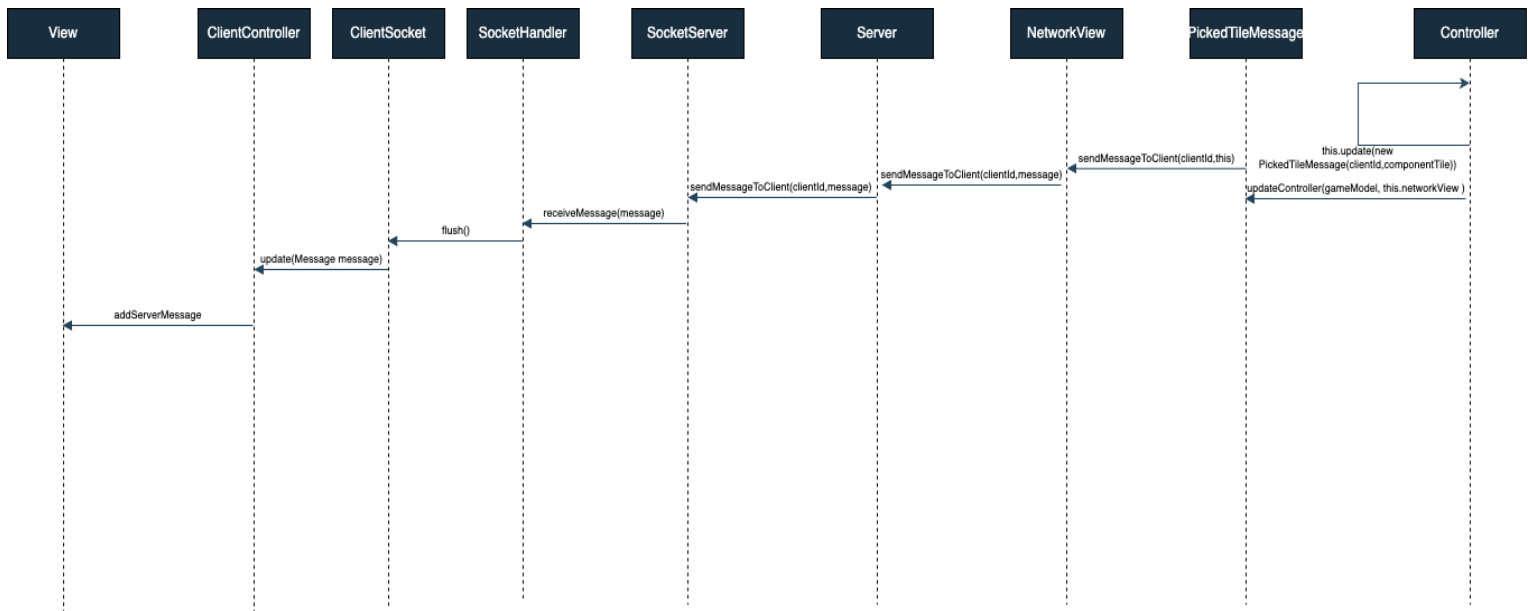 View
ClientController
ClientSocket
SocketHandler
SocketServer
Server
NetworkView
PickedTileMessage
Controller
this.update(new
PickedTileMessage(clientId,componentTile))
sendMessageToClient(clientId,this)
sendMessageToClient(clientId,message)
sendMessageToClient(clientId,message)
updateController(gameModel, this.networkView )
receiveMessage(message)
flush()
update(Message message)
addServerMessage